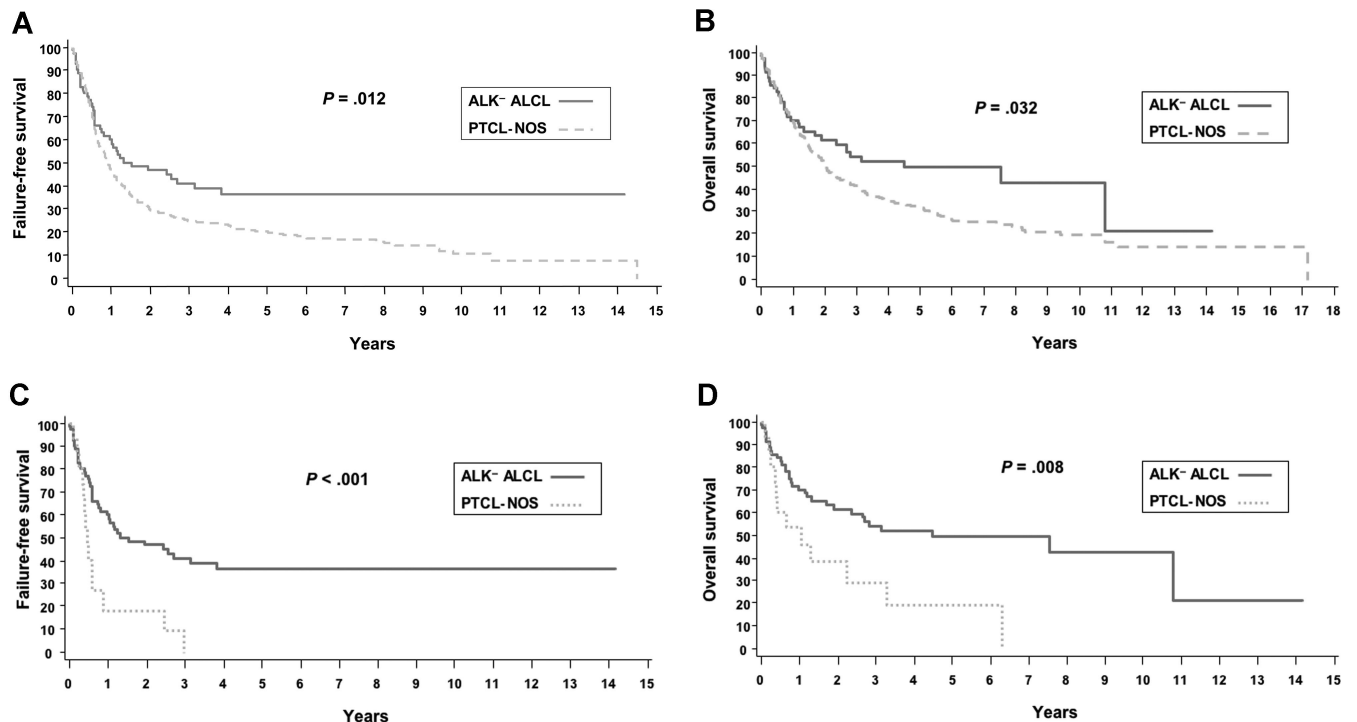 A
Failure-free survival
100
90
80
70
60
50
40
30
20
10
0
P = .012
ALK– ALCL
PTCL-NOS
0 1 2 3 4 5 6 7 8 9 10 11 12 13 14 15
Years
B
Overall survival
100
90
80
70
60
50
40
30
20
10
0
P = .032
ALK– ALCL
PTCL-NOS
0 1 2 3 4 5 6 7 8 9 10 11 12 13 14 15 16 17 18
Years
C
Failure-free survival
100
90
80
70
60
50
40
30
20
10
0
P < .001
ALK– ALCL
PTCL-NOS
0 1 2 3 4 5 6 7 8 9 10 11 12 13 14 15
Years
D
Overall survival
100
90
80
70
60
50
40
30
20
10
0
P = .008
ALK– ALCL
PTCL-NOS
0 1 2 3 4 5 6 7 8 9 10 11 12 13 14 15
Years